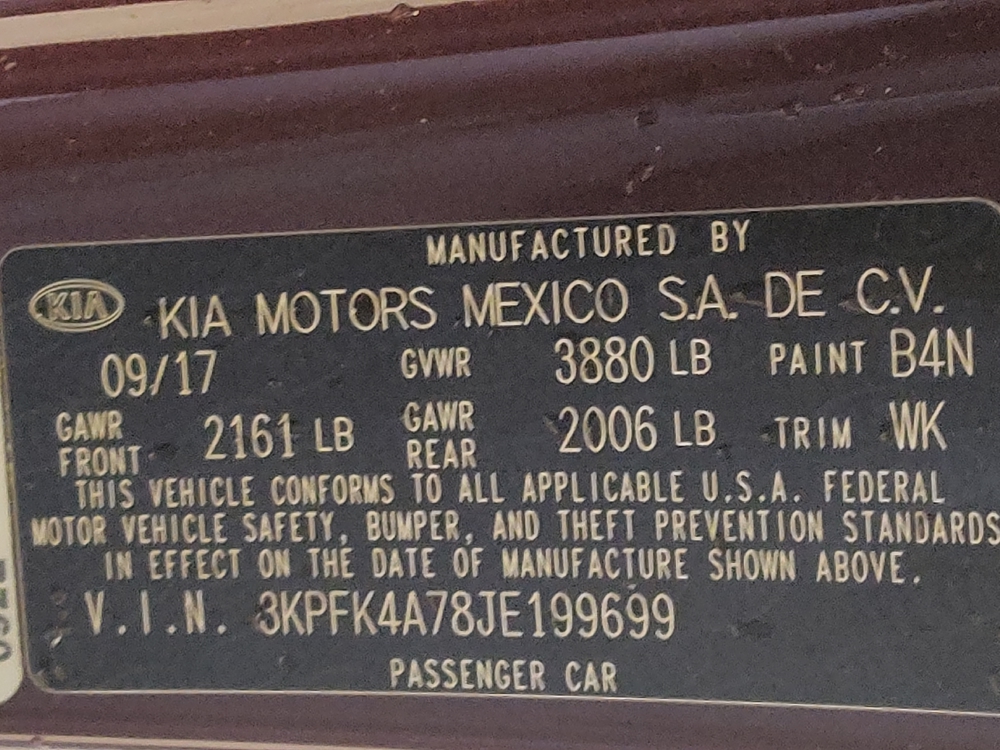 MANUFACTURED BY
KIA KIA MOTORS MEXICO S.A. DE C.V.
09/17 GVWR 3880 LB PAINT B4N
GAWR FRONT 2161 LB GAWR REAR 2006 LB TRIM WK
THIS VEHICLE CONFORMS TO ALL APPLICABLE U.S.A. FEDERAL
MOTOR VEHICLE SAFETY, BUMPER, AND THEFT PREVENTION STANDARDS
IN EFFECT ON THE DATE OF MANUFACTURE SHOWN ABOVE.
V.I.N. 3KPFK4A78JE199699
PASSENGER CAR